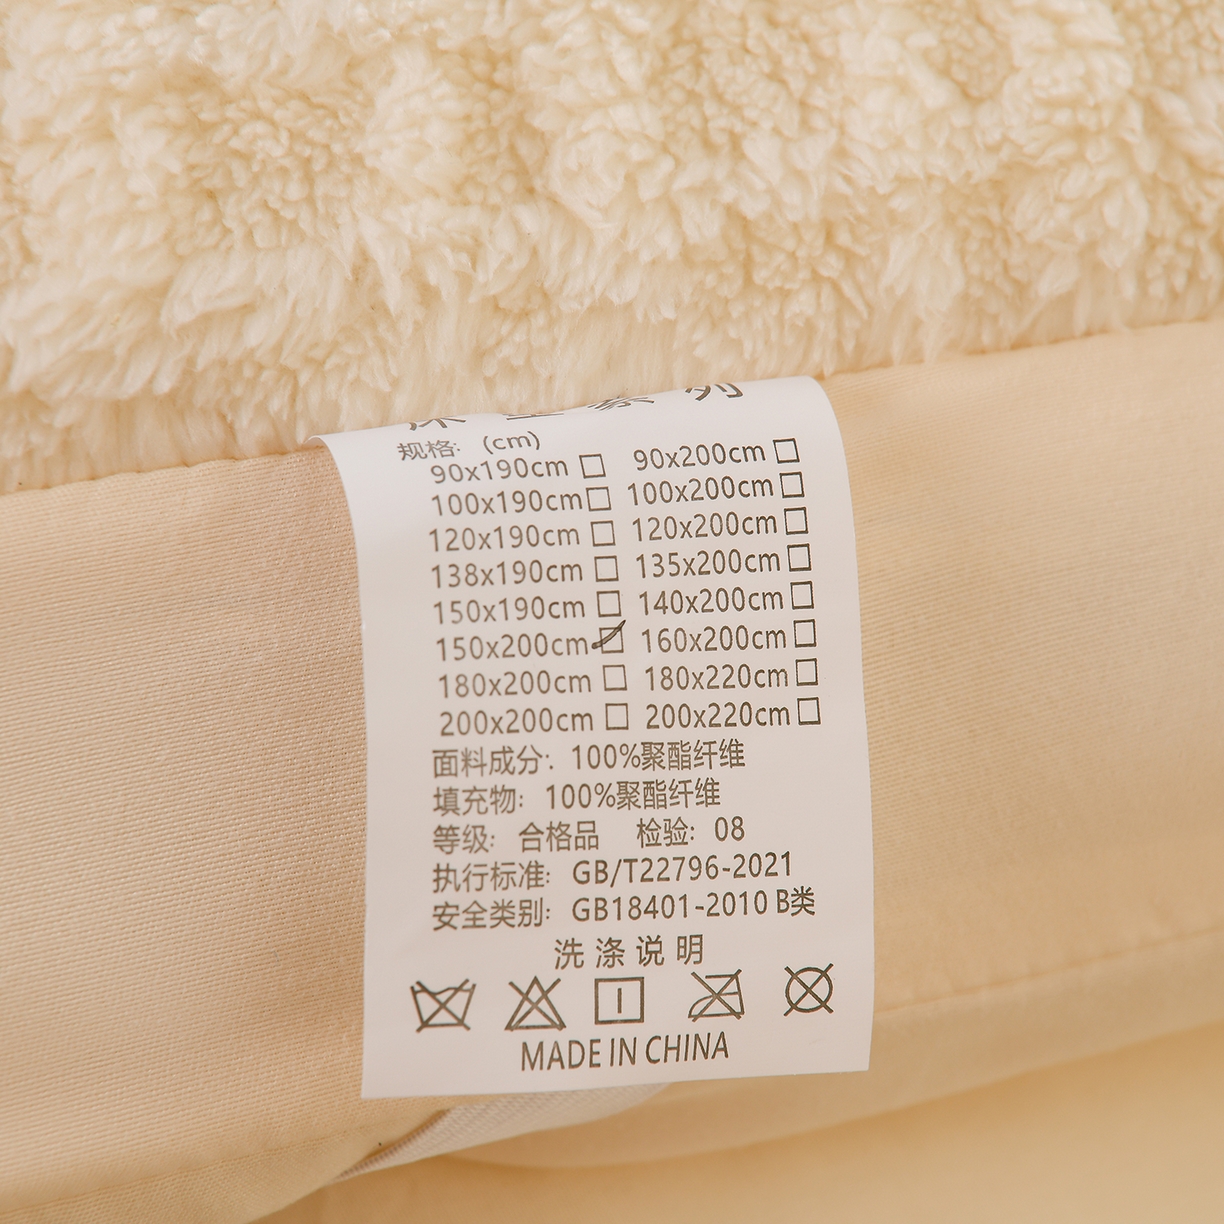 系列
规格: (cm)
90x190cm □ 90x200cm □
100x190cm □ 100x200cm □
120x190cm □ 120x200cm □
138x190cm □ 135x200cm □
150x190cm □ 140x200cm □
150x200cm ☑ 160x200cm □
180x200cm □ 180x220cm □
200x200cm □ 200x220cm □
面料成分: 100%聚酯纤维
填充物: 100%聚酯纤维
等级: 合格品 检验: 08
执行标准: GB/T22796-2021
安全类别: GB18401-2010 B类
洗涤说明
MADE IN CHINA